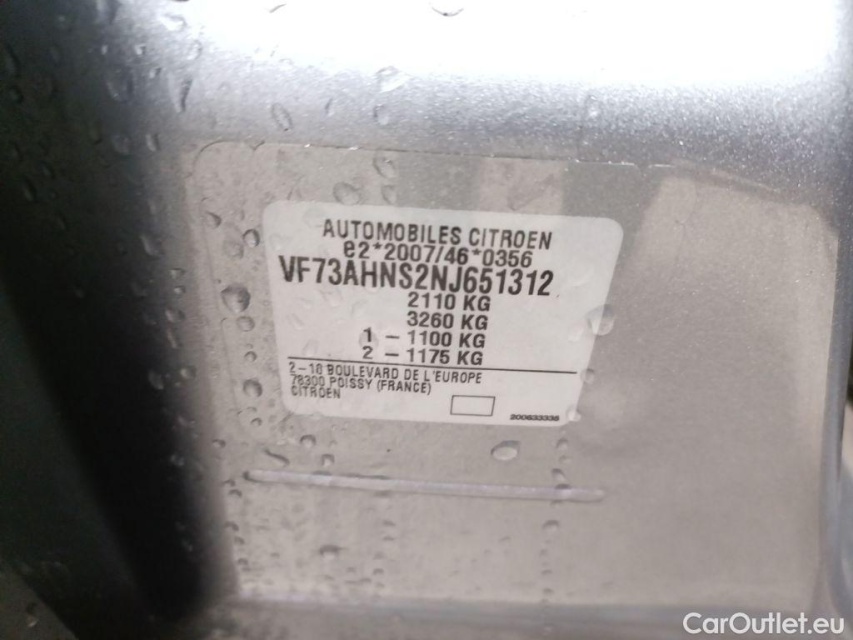 AUTOMOBILES CITROEN
e2*2007/46*0356
VF73AHNS2NJ651312
2110 KG
3260 KG
1 - 1100 KG
2 - 1175 KG
2-10 BOULEVARD DE L'EUROPE
78300 POISSY (FRANCE)
CITROEN
200633336
CarOutlet.eu